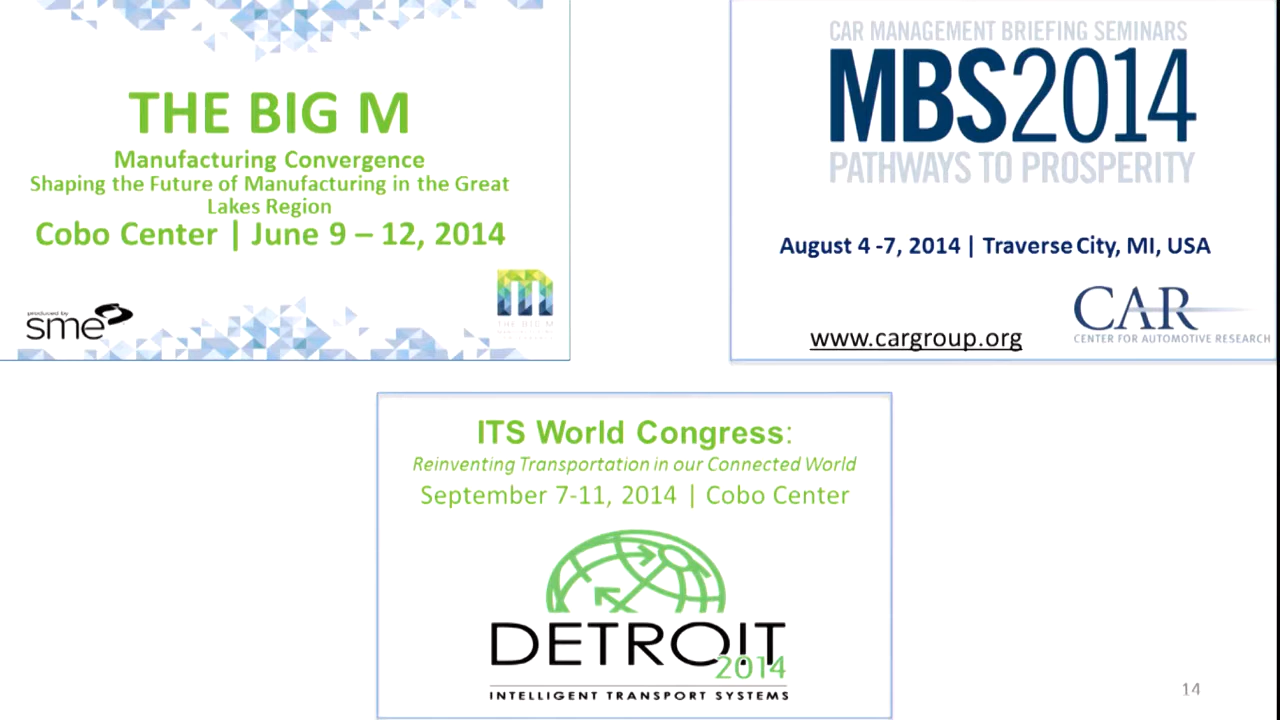 THE BIG M
Manufacturing Convergence
Shaping the Future of Manufacturing in the Great
Lakes Region
Cobo Center | June 9 – 12, 2014
produced by
sme
THE BIG M
CAR MANAGEMENT BRIEFING SEMINARS
MBS2014
PATHWAYS TO PROSPERITY
August 4 -7, 2014 | Traverse City, MI, USA
www.cargroup.org
CAR
CENTER FOR AUTOMOTIVE RESEARCH
ITS World Congress:
Reinventing Transportation in our Connected World
September 7-11, 2014 | Cobo Center
DETROIT
2014
INTELLIGENT TRANSPORT SYSTEMS
14